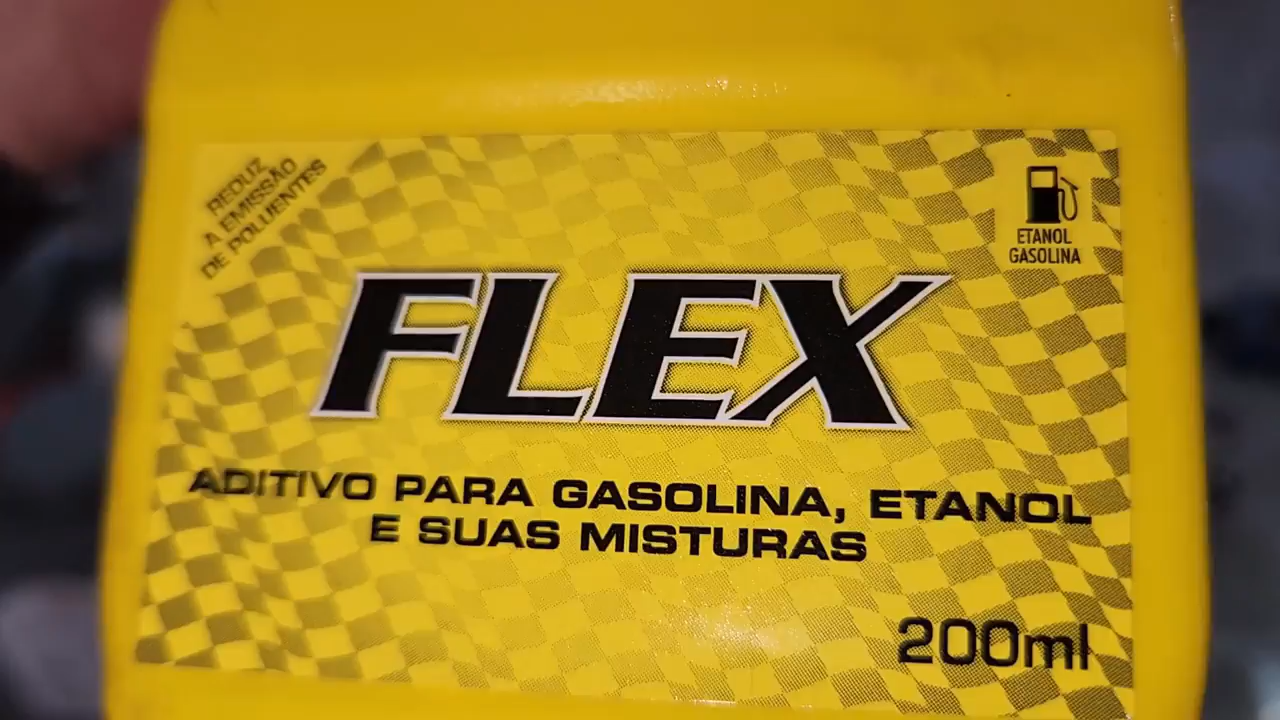 REDUZ
A EMISSÃO
DE POLUENTES
ETANOL
GASOLINA
FLEX
ADITIVO PARA GASOLINA, ETANOL
E SUAS MISTURAS
200ml